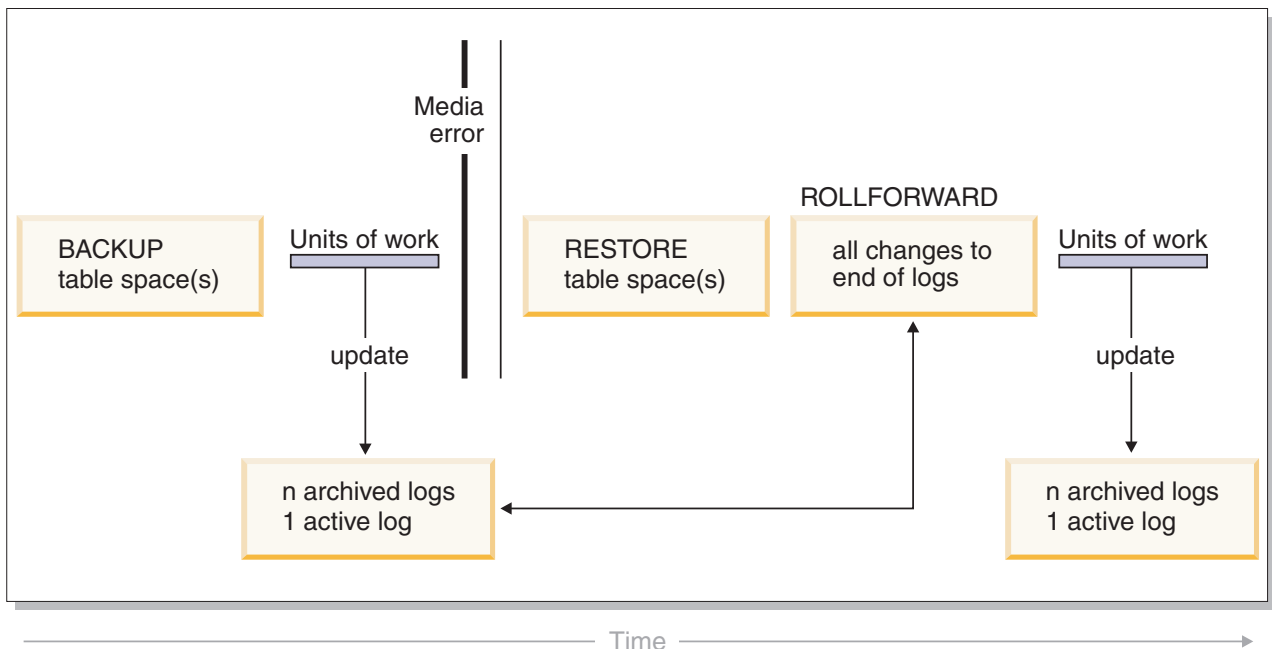 Media
error
BACKUP
table space(s)
Units of work
update
n archived logs
1 active log
RESTORE
table space(s)
ROLLFORWARD
all changes to
end of logs
Units of work
update
n archived logs
1 active log
Time